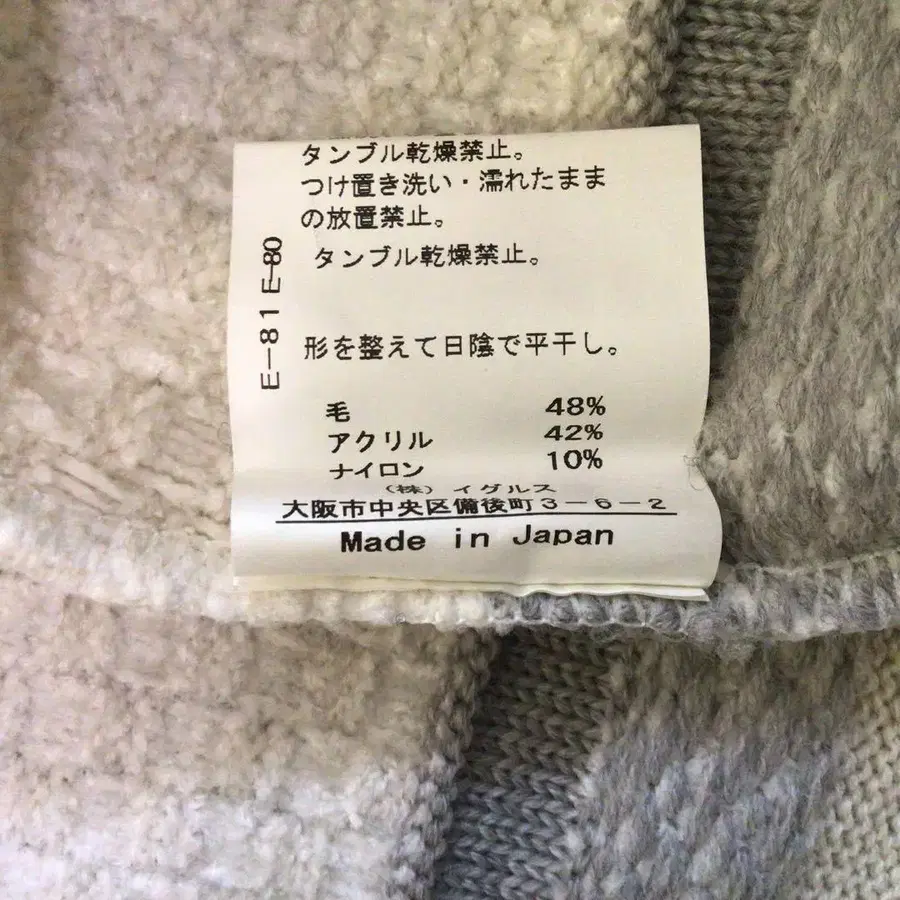 タンブル乾燥禁止。
つけ置き洗い・濡れたまま
の放置禁止。
タンブル乾燥禁止。
形を整えて日陰で平干し。
E-81 E-80
毛 48%
アクリル 42%
ナイロン 10%
(株) イグルス
大阪市中央区備後町3-6-2
Made in Japan